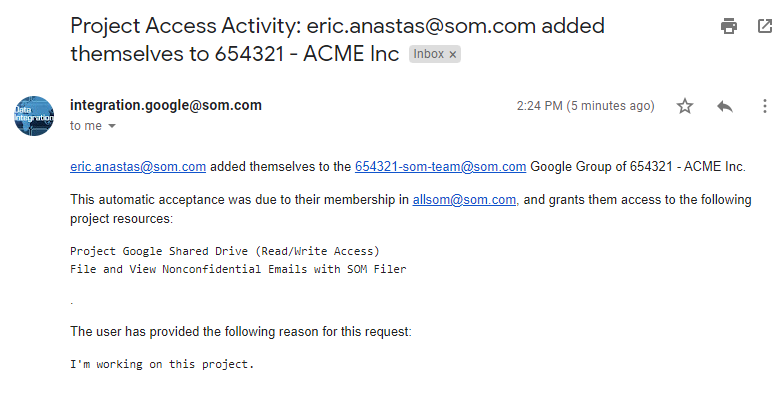 Project Access Activity: eric.anastas@som.com added
themselves to 654321 - ACME Inc Inbox ×
Data
Integration
integration.google@som.com
2:24 PM (5 minutes ago)
to me
eric.anastas@som.com added themselves to the 654321-som-team@som.com Google Group of 654321 - ACME Inc.
This automatic acceptance was due to their membership in allsom@som.com, and grants them access to the following
project resources:
Project Google Shared Drive (Read/Write Access)
File and View Nonconfidential Emails with SOM Filer
.
The user has provided the following reason for this request:
I'm working on this project.